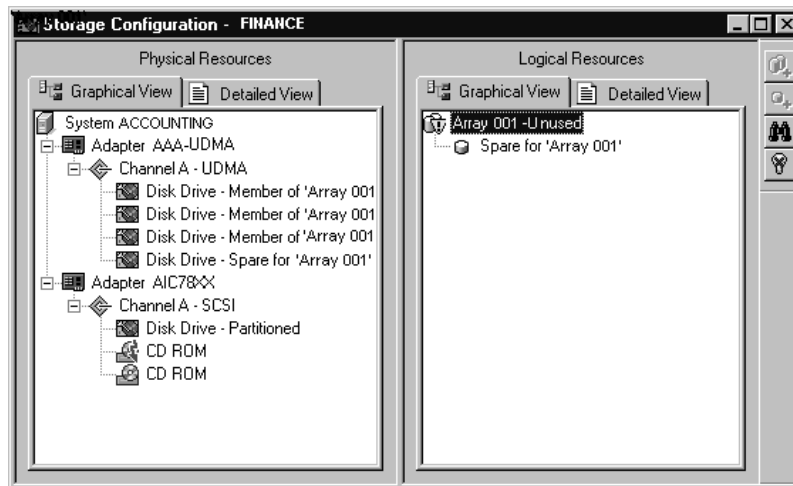 Storage Configuration - FINANCE
Physical Resources
Graphical View
Detailed View
System ACCOUNTING
Adapter AAA-UDMA
Channel A - UDMA
Disk Drive - Member of 'Array 001
Disk Drive - Member of 'Array 001
Disk Drive - Member of 'Array 001
Disk Drive - Spare for 'Array 001'
Adapter AIC78XX
Channel A - SCSI
Disk Drive - Partitioned
CD ROM
CD ROM
Logical Resources
Graphical View
Detailed View
Array 001 -Unused
Spare for 'Array 001'